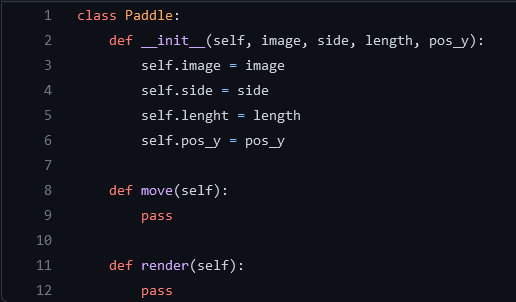 1 class Paddle:
2     def __init__(self, image, side, length, pos_y):
3         self.image = image
4         self.side = side
5         self.lenght = length
6         self.pos_y = pos_y
7
8     def move(self):
9         pass
10
11     def render(self):
12         pass